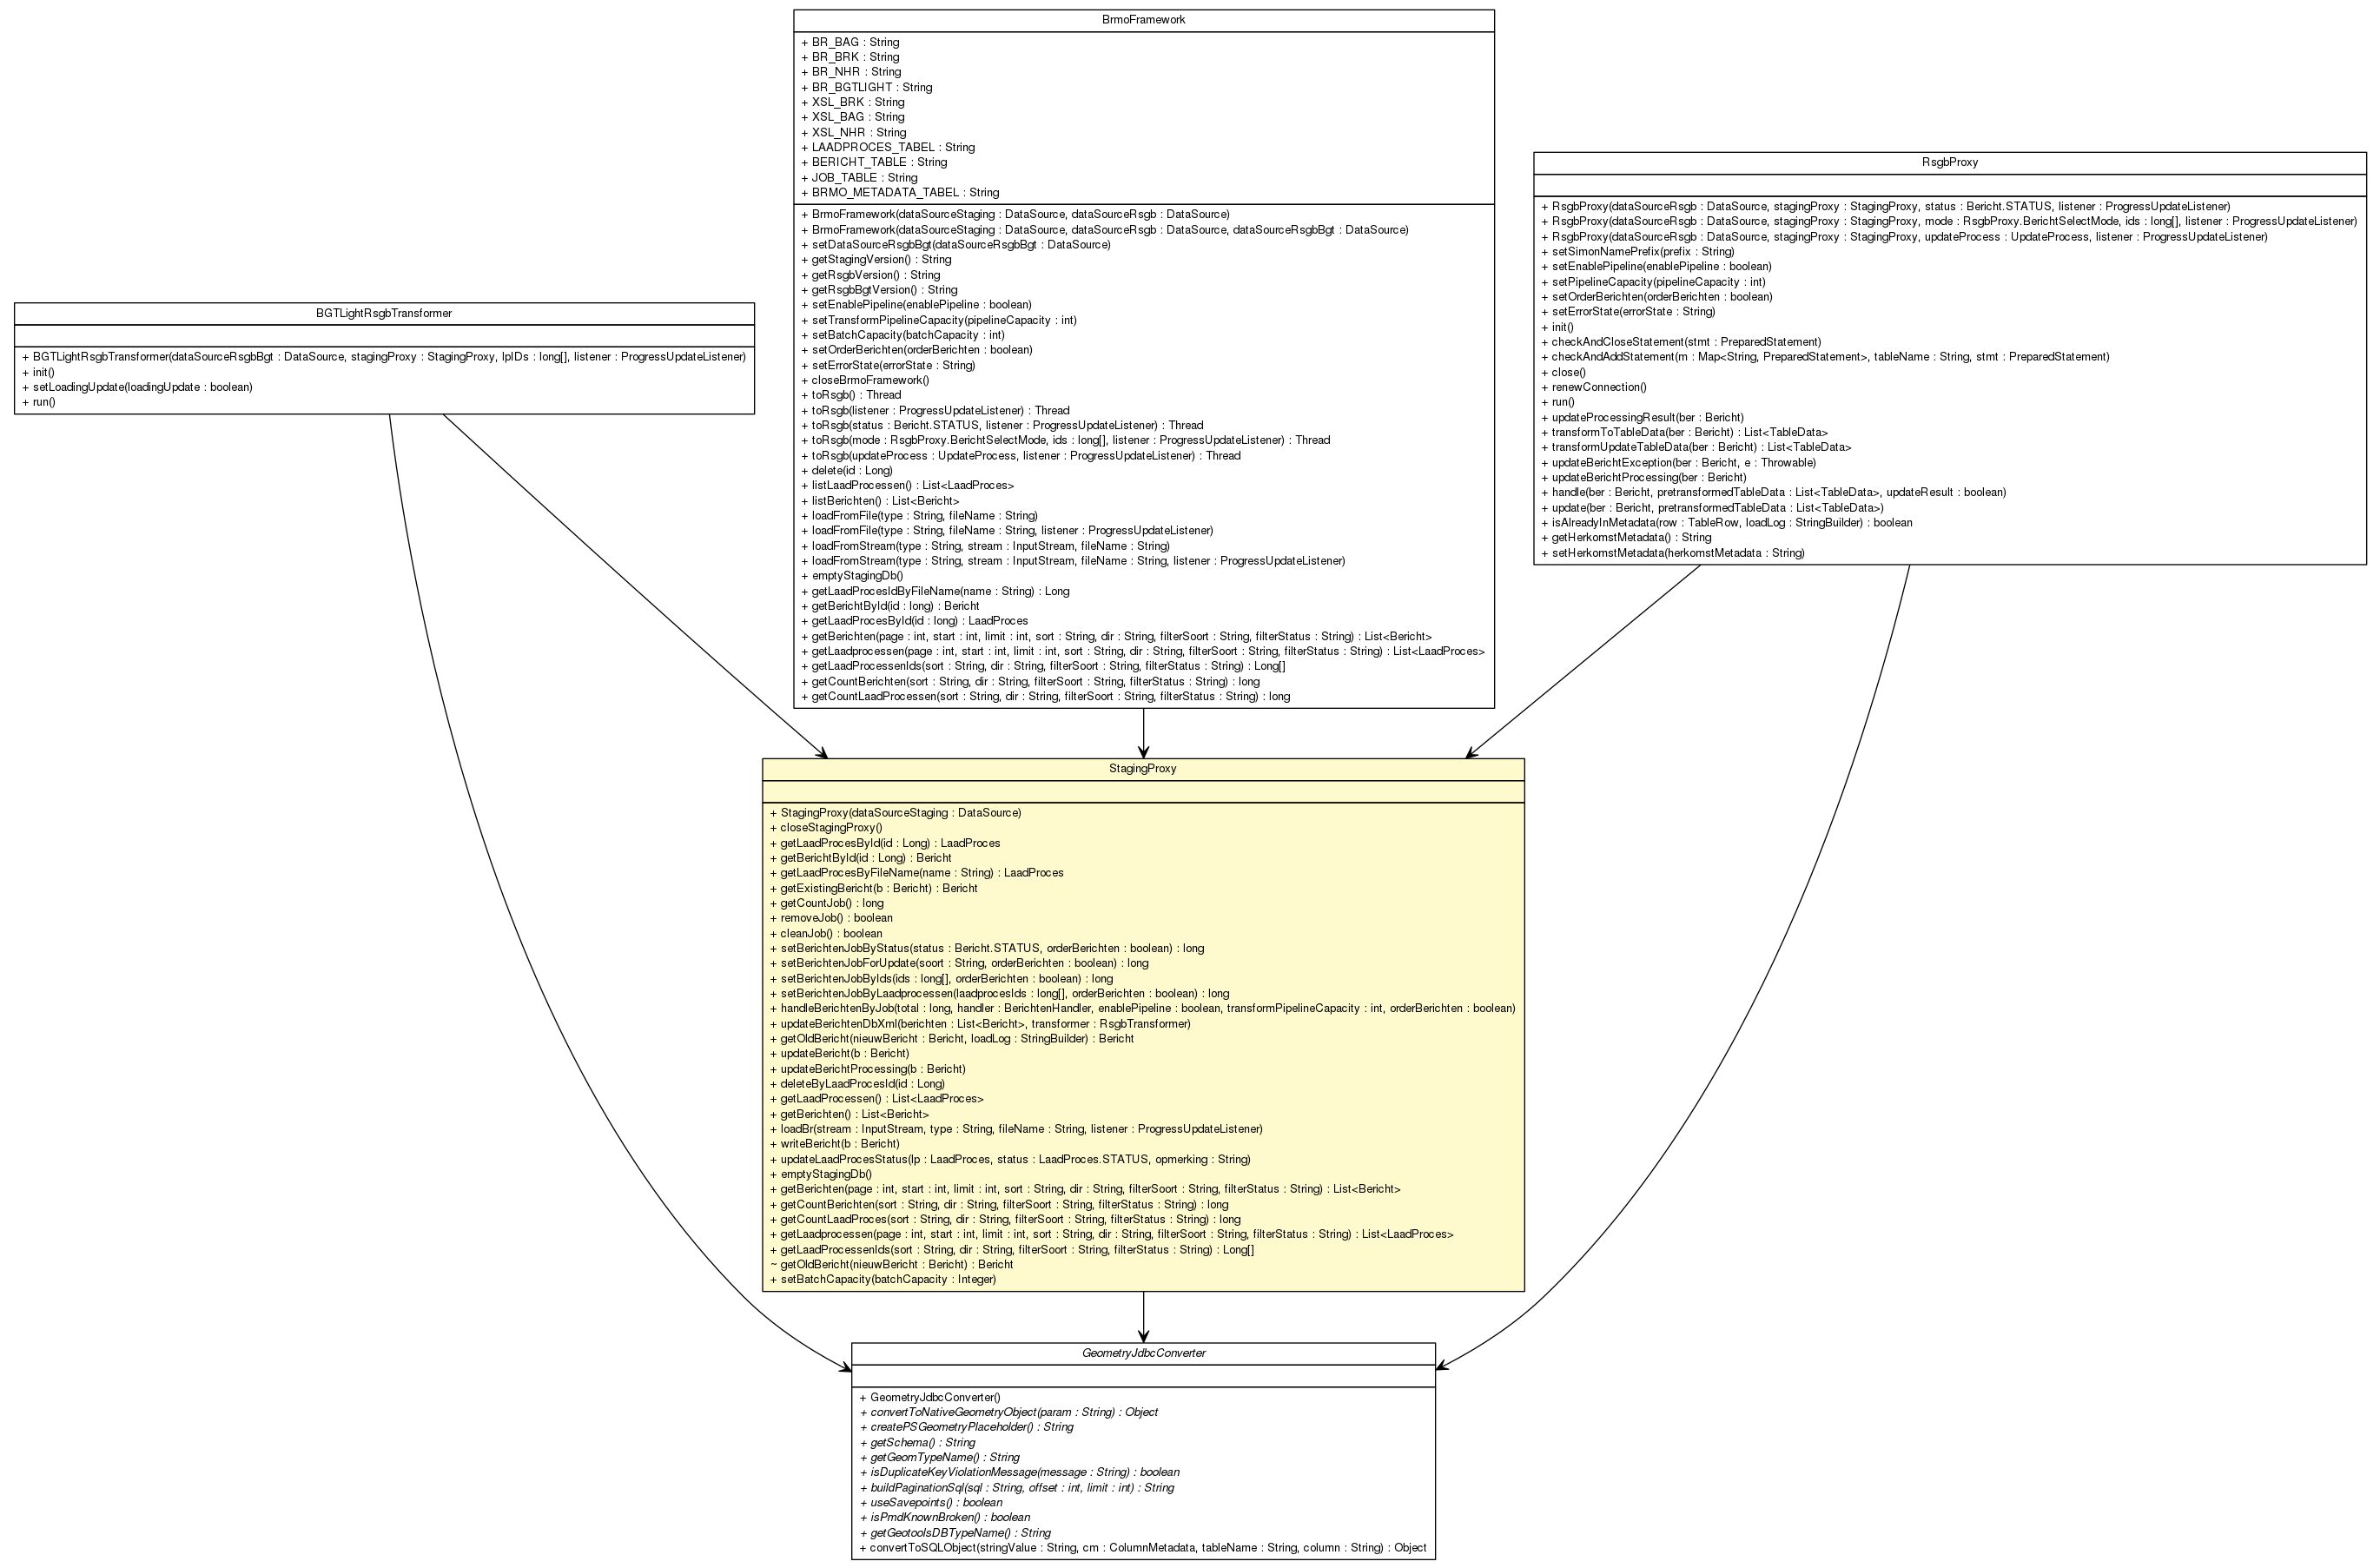 BrmoFramework
+ BR_BAG : String
+ BR_BRK : String
+ BR_NHR : String
+ BR_BGTLIGHT : String
+ XSL_BRK : String
+ XSL_BAG : String
+ XSL_NHR : String
+ LAADPROCES_TABEL : String
+ BERICHT_TABLE : String
+ JOB_TABLE : String
+ BRMO_METADATA_TABEL : String
+ BrmoFramework(dataSourceStaging : DataSource, dataSourceRsgb : DataSource)
+ BrmoFramework(dataSourceStaging : DataSource, dataSourceRsgb : DataSource, dataSourceRsgbBgt : DataSource)
+ setDataSourceRsgbBgt(dataSourceRsgbBgt : DataSource)
+ getStagingVersion() : String
+ getRsgbVersion() : String
+ getRsgbBgtVersion() : String
+ setEnablePipeline(enablePipeline : boolean)
+ setTransformPipelineCapacity(pipelineCapacity : int)
+ setBatchCapacity(batchCapacity : int)
+ setOrderBerichten(orderBerichten : boolean)
+ setErrorState(errorState : String)
+ closeBrmoFramework()
+ toRsgb() : Thread
+ toRsgb(listener : ProgressUpdateListener) : Thread
+ toRsgb(status : Bericht.STATUS, listener : ProgressUpdateListener) : Thread
+ toRsgb(mode : RsgbProxy.BerichtSelectMode, ids : long[], listener : ProgressUpdateListener) : Thread
+ toRsgb(updateProcess : UpdateProcess, listener : ProgressUpdateListener) : Thread
+ delete(id : Long)
+ listLaadProcessen() : List<LaadProces>
+ listBerichten() : List<Bericht>
+ loadFromFile(type : String, fileName : String)
+ loadFromFile(type : String, fileName : String, listener : ProgressUpdateListener)
+ loadFromStream(type : String, stream : InputStream, fileName : String)
+ loadFromStream(type : String, stream : InputStream, fileName : String, listener : ProgressUpdateListener)
+ emptyStagingDb()
+ getLaadProcesIdByFileName(name : String) : Long
+ getBerichtById(id : long) : Bericht
+ getLaadProcesById(id : long) : LaadProces
+ getBerichten(page : int, start : int, limit : int, sort : String, dir : String, filterSoort : String, filterStatus : String) : List<Bericht>
+ getLaadprocessen(page : int, start : int, limit : int, sort : String, dir : String, filterSoort : String, filterStatus : String) : List<LaadProces>
+ getLaadProcessenIds(sort : String, dir : String, filterSoort : String, filterStatus : String) : Long[]
+ getCountBerichten(sort : String, dir : String, filterSoort : String, filterStatus : String) : long
+ getCountLaadProcessen(sort : String, dir : String, filterSoort : String, filterStatus : String) : long
RsgbProxy
+ RsgbProxy(dataSourceRsgb : DataSource, stagingProxy : StagingProxy, status : Bericht.STATUS, listener : ProgressUpdateListener)
+ RsgbProxy(dataSourceRsgb : DataSource, stagingProxy : StagingProxy, mode : RsgbProxy.BerichtSelectMode, ids : long[], listener : ProgressUpdateListener)
+ RsgbProxy(dataSourceRsgb : DataSource, stagingProxy : StagingProxy, updateProcess : UpdateProcess, listener : ProgressUpdateListener)
+ setSimonNamePrefix(prefix : String)
+ setEnablePipeline(enablePipeline : boolean)
+ setPipelineCapacity(pipelineCapacity : int)
+ setOrderBerichten(orderBerichten : boolean)
+ setErrorState(errorState : String)
+ init()
+ checkAndCloseStatement(stmt : PreparedStatement)
+ checkAndAddStatement(m : Map<String, PreparedStatement>, tableName : String, stmt : PreparedStatement)
+ close()
+ renewConnection()
+ run()
+ updateProcessingResult(ber : Bericht)
+ transformToTableData(ber : Bericht) : List<TableData>
+ transformUpdateTableData(ber : Bericht) : List<TableData>
+ updateBerichtException(ber : Bericht, e : Throwable)
+ updateBerichtProcessing(ber : Bericht)
+ handle(ber : Bericht, pretransformedTableData : List<TableData>, updateResult : boolean)
+ update(ber : Bericht, pretransformedTableData : List<TableData>)
+ isAlreadyInMetadata(row : TableRow, loadLog : StringBuilder) : boolean
+ getHerkomstMetadata() : String
+ setHerkomstMetadata(herkomstMetadata : String)
BGTLightRsgbTransformer
+ BGTLightRsgbTransformer(dataSourceRsgbBgt : DataSource, stagingProxy : StagingProxy, lpIDs : long[], listener : ProgressUpdateListener)
+ init()
+ setLoadingUpdate(loadingUpdate : boolean)
+ run()
StagingProxy
+ StagingProxy(dataSourceStaging : DataSource)
+ closeStagingProxy()
+ getLaadProcesById(id : Long) : LaadProces
+ getBerichtById(id : Long) : Bericht
+ getLaadProcesByFileName(name : String) : LaadProces
+ getExistingBericht(b : Bericht) : Bericht
+ getCountJob() : long
+ removeJob() : boolean
+ cleanJob() : boolean
+ setBerichtenJobByStatus(status : Bericht.STATUS, orderBerichten : boolean) : long
+ setBerichtenJobForUpdate(soort : String, orderBerichten : boolean) : long
+ setBerichtenJobByIds(ids : long[], orderBerichten : boolean) : long
+ setBerichtenJobByLaadprocessen(laadprocesIds : long[], orderBerichten : boolean) : long
+ handleBerichtenByJob(total : long, handler : BerichtenHandler, enablePipeline : boolean, transformPipelineCapacity : int, orderBerichten : boolean)
+ updateBerichtenDbXml(berichten : List<Bericht>, transformer : RsgbTransformer)
+ getOldBericht(nieuwBericht : Bericht, loadLog : StringBuilder) : Bericht
+ updateBericht(b : Bericht)
+ updateBerichtProcessing(b : Bericht)
+ deleteByLaadProcesId(id : Long)
+ getLaadProcessen() : List<LaadProces>
+ getBerichten() : List<Bericht>
+ loadBr(stream : InputStream, type : String, fileName : String, listener : ProgressUpdateListener)
+ writeBericht(b : Bericht)
+ updateLaadProcesStatus(lp : LaadProces, status : LaadProces.STATUS, opmerking : String)
+ emptyStagingDb()
+ getBerichten(page : int, start : int, limit : int, sort : String, dir : String, filterSoort : String, filterStatus : String) : List<Bericht>
+ getCountBerichten(sort : String, dir : String, filterSoort : String, filterStatus : String) : long
+ getCountLaadProces(sort : String, dir : String, filterSoort : String, filterStatus : String) : long
+ getLaadprocessen(page : int, start : int, limit : int, sort : String, dir : String, filterSoort : String, filterStatus : String) : List<LaadProces>
+ getLaadProcessenIds(sort : String, dir : String, filterSoort : String, filterStatus : String) : Long[]
~ getOldBericht(nieuwBericht : Bericht) : Bericht
+ setBatchCapacity(batchCapacity : Integer)
GeometryJdbcConverter
+ GeometryJdbcConverter()
+ convertToNativeGeometryObject(param : String) : Object
+ createPSGeometryPlaceholder() : String
+ getSchema() : String
+ getGeomTypeName() : String
+ isDuplicateKeyViolationMessage(message : String) : boolean
+ buildPaginationSql(sql : String, offset : int, limit : int) : String
+ useSavepoints() : boolean
+ isPmdKnownBroken() : boolean
+ getGeotoolsDBTypeName() : String
+ convertToSQLObject(stringValue : String, cm : ColumnMetadata, tableName : String, column : String) : Object